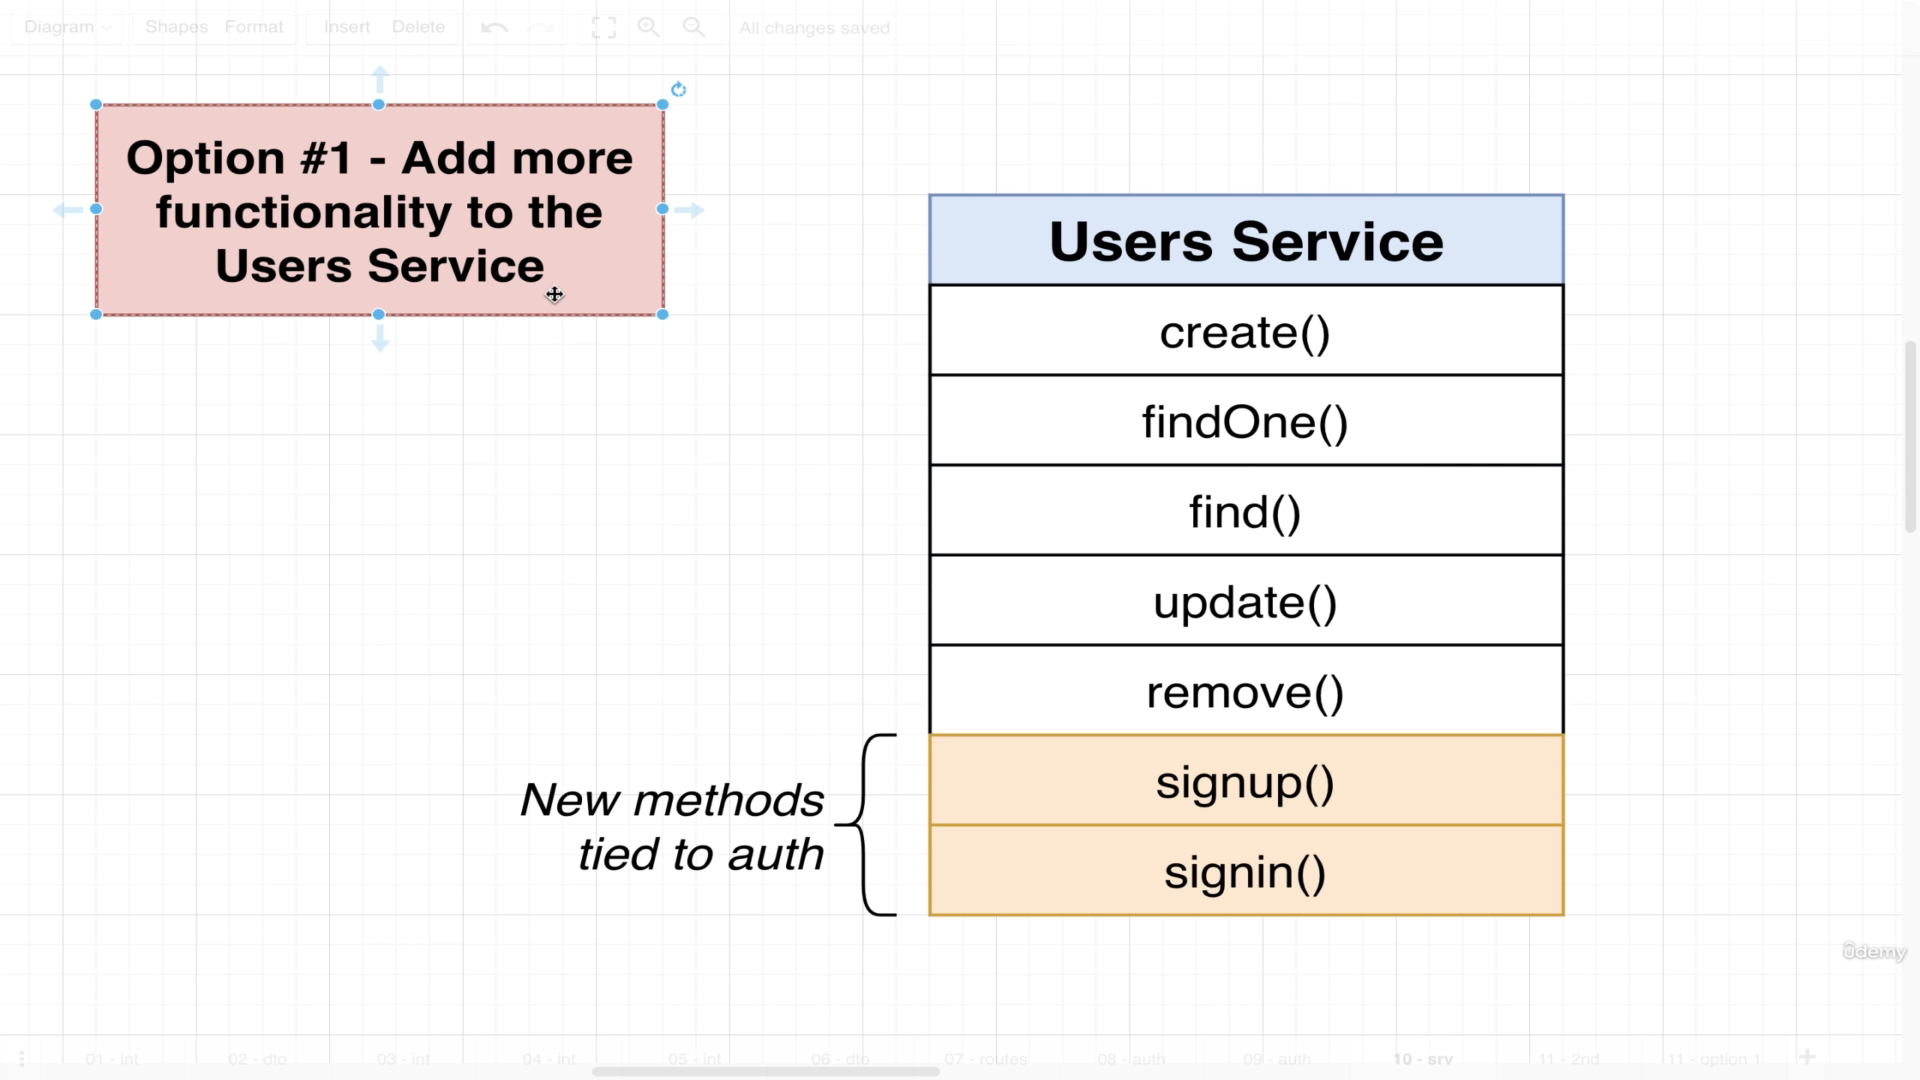 Diagram Shapes Format Insert Delete All changes saved
Option #1 - Add more
functionality to the
Users Service
Users Service
create()
findOne()
find()
update()
remove()
signup()
signin()
New methods
tied to auth
ûdemy
01 - int 02 - dto 03 - int 04 - int 05 - int 06 - dto 07 - routes 08 - auth 09 - auth 10 - srv 11 - 2nd 11 - option 1